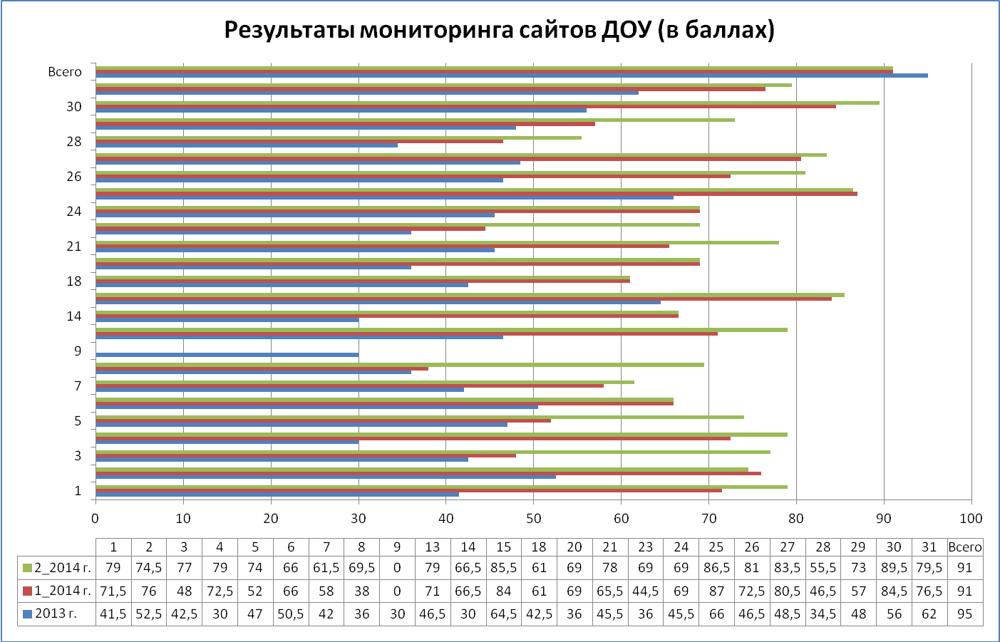 Результаты мониторинга сайтов ДОУ (в баллах)
Всего
30
28
26
24
21
18
14
9
7
5
3
1
0 10 20 30 40 50 60 70 80 90 100
1 2 3 4 5 6 7 8 9 13 14 15 18 20 21 23 24 25 26 27 28 29 30 31 Всего
2_2014 г. 79 74,5 77 79 74 66 61,5 69,5 0 79 66,5 85,5 61 69 78 69 69 86,5 81 83,5 55,5 73 89,5 79,5 91
1_2014 г. 71,5 76 48 72,5 52 66 58 38 0 71 66,5 84 61 69 65,5 44,5 69 87 72,5 80,5 46,5 57 84,5 76,5 91
2013 г. 41,5 52,5 42,5 30 47 50,5 42 36 30 46,5 30 64,5 42,5 36 45,5 36 45,5 66 46,5 48,5 34,5 48 56 62 95